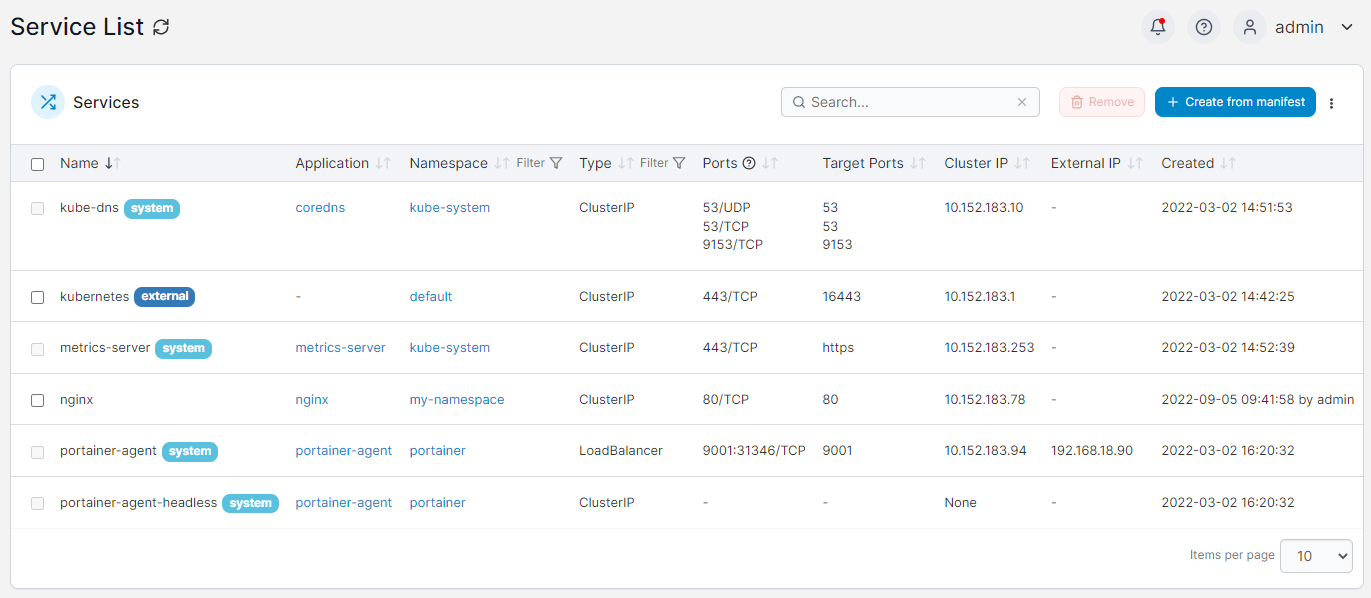 Service List
admin
Services
Search...
Remove
Create from manifest
Name Application Namespace Filter Type Filter Ports Target Ports Cluster IP External IP Created
kube-dns system coredns kube-system ClusterIP 53/UDP 53 10.152.183.10 - 2022-03-02 14:51:53
53/TCP 53
9153/TCP 9153
kubernetes external - default ClusterIP 443/TCP 16443 10.152.183.1 - 2022-03-02 14:42:25
metrics-server system metrics-server kube-system ClusterIP 443/TCP https 10.152.183.253 - 2022-03-02 14:52:39
nginx nginx my-namespace ClusterIP 80/TCP 80 10.152.183.78 - 2022-09-05 09:41:58 by admin
portainer-agent system portainer-agent portainer LoadBalancer 9001:31346/TCP 9001 10.152.183.94 192.168.18.90 2022-03-02 16:20:32
portainer-agent-headless system portainer-agent portainer ClusterIP - - None - 2022-03-02 16:20:32
Items per page 10